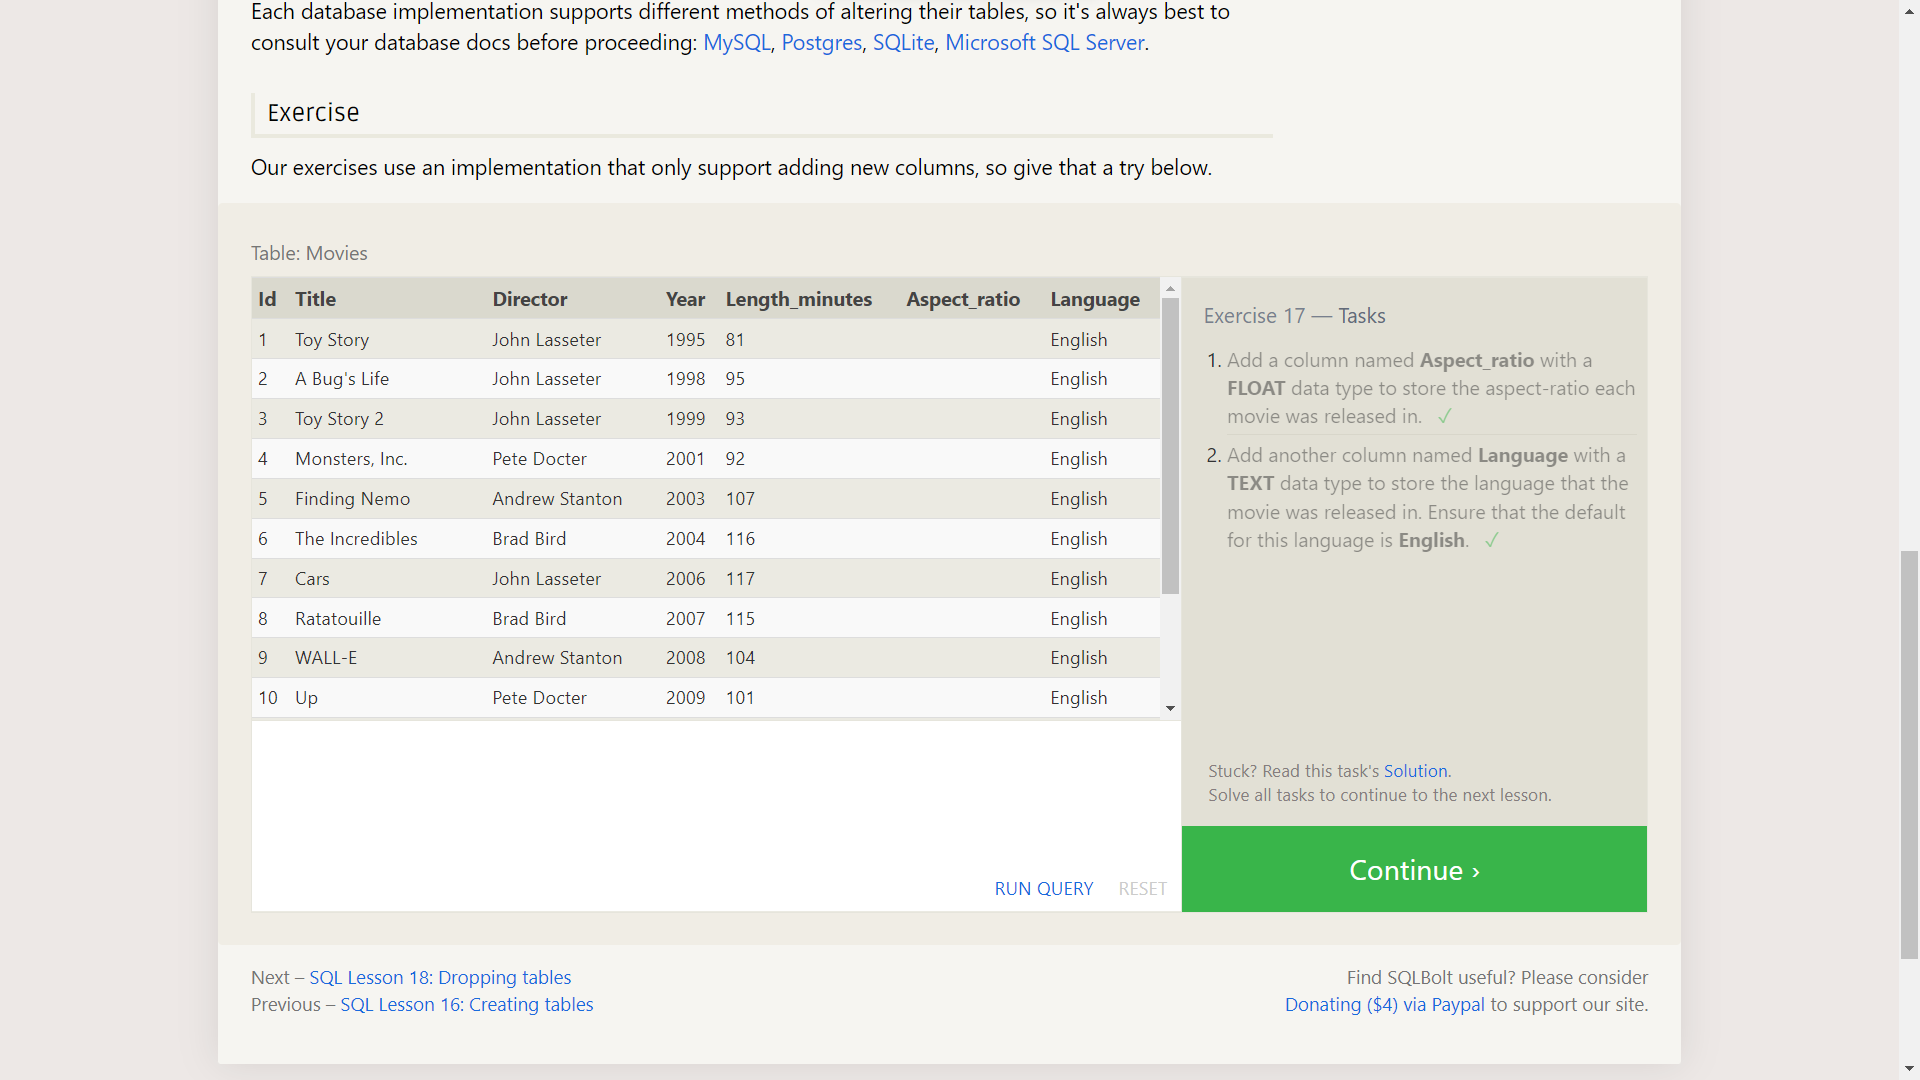 Each database implementation supports different methods of altering their tables, so it's always best to
consult your database docs before proceeding: MySQL, Postgres, SQLite, Microsoft SQL Server.
Exercise
Our exercises use an implementation that only support adding new columns, so give that a try below.
Table: Movies
Id Title Director Year Length_minutes Aspect_ratio Language
1 Toy Story John Lasseter 1995 81 English
2 A Bug's Life John Lasseter 1998 95 English
3 Toy Story 2 John Lasseter 1999 93 English
4 Monsters, Inc. Pete Docter 2001 92 English
5 Finding Nemo Andrew Stanton 2003 107 English
6 The Incredibles Brad Bird 2004 116 English
7 Cars John Lasseter 2006 117 English
8 Ratatouille Brad Bird 2007 115 English
9 WALL-E Andrew Stanton 2008 104 English
10 Up Pete Docter 2009 101 English
RUN QUERY RESET
Exercise 17 — Tasks
1. Add a column named Aspect_ratio with a
FLOAT data type to store the aspect-ratio each
movie was released in. ✓
2. Add another column named Language with a
TEXT data type to store the language that the
movie was released in. Ensure that the default
for this language is English. ✓
Stuck? Read this task's Solution.
Solve all tasks to continue to the next lesson.
Continue ›
Next – SQL Lesson 18: Dropping tables
Previous – SQL Lesson 16: Creating tables
Find SQLBolt useful? Please consider
Donating ($4) via Paypal to support our site.